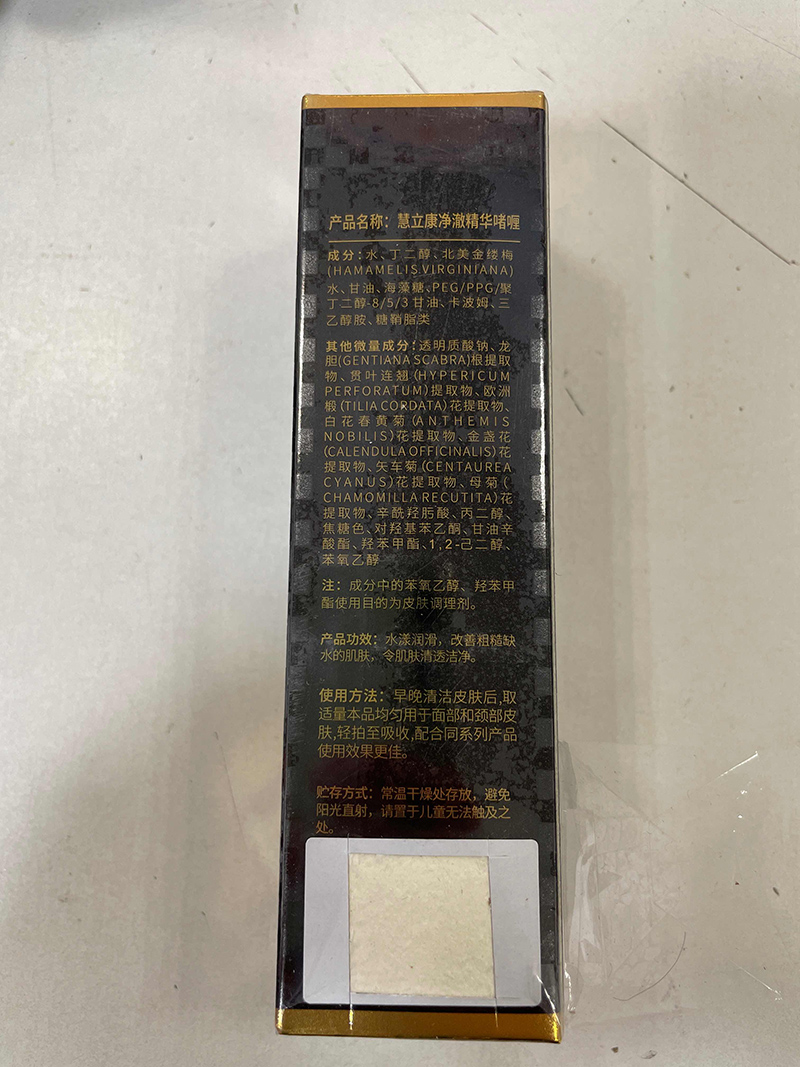 产品名称：慧立康净澈精华啫喱
成分：水、丁二醇、北美金缕梅
(HAMAMELIS VIRGINIANA)
水、甘油、海藻糖、PEG/PPG/聚
丁二醇-8/5/3 甘油、卡波姆、三
乙醇胺、糖鞘脂类
其他微量成分：透明质酸钠、龙
胆(GENTIANA SCABRA)根提取
物、贯叶连翘(HYPERICUM
PERFORATUM)提取物、欧洲
椴(TILIA CORDATA)花提取物、
白花春黄菊(ANTHEMIS
NOBILIS)花提取物、金盏花
(CALENDULA OFFICINALIS)花
提取物、矢车菊(CENTAUREA
CYANUS)花提取物、母菊(
CHAMOMILLA RECUTITA)花
提取物、辛酰羟肟酸、丙二醇、
焦糖色、对羟基苯乙酮、甘油辛
酸酯、羟苯甲酯、1,2-己二醇、
苯氧乙醇
注：成分中的苯氧乙醇、羟苯甲
酯使用目的为皮肤调理剂。
产品功效：水漾润滑，改善粗糙缺
水的肌肤，令肌肤清透洁净。
使用方法：早晚清洁皮肤后,取
适量本品均匀用于面部和颈部皮
肤,轻拍至吸收,配合同系列产品
使用效果更佳。
贮存方式：常温干燥处存放，避免
阳光直射，请置于儿童无法触及之
处。